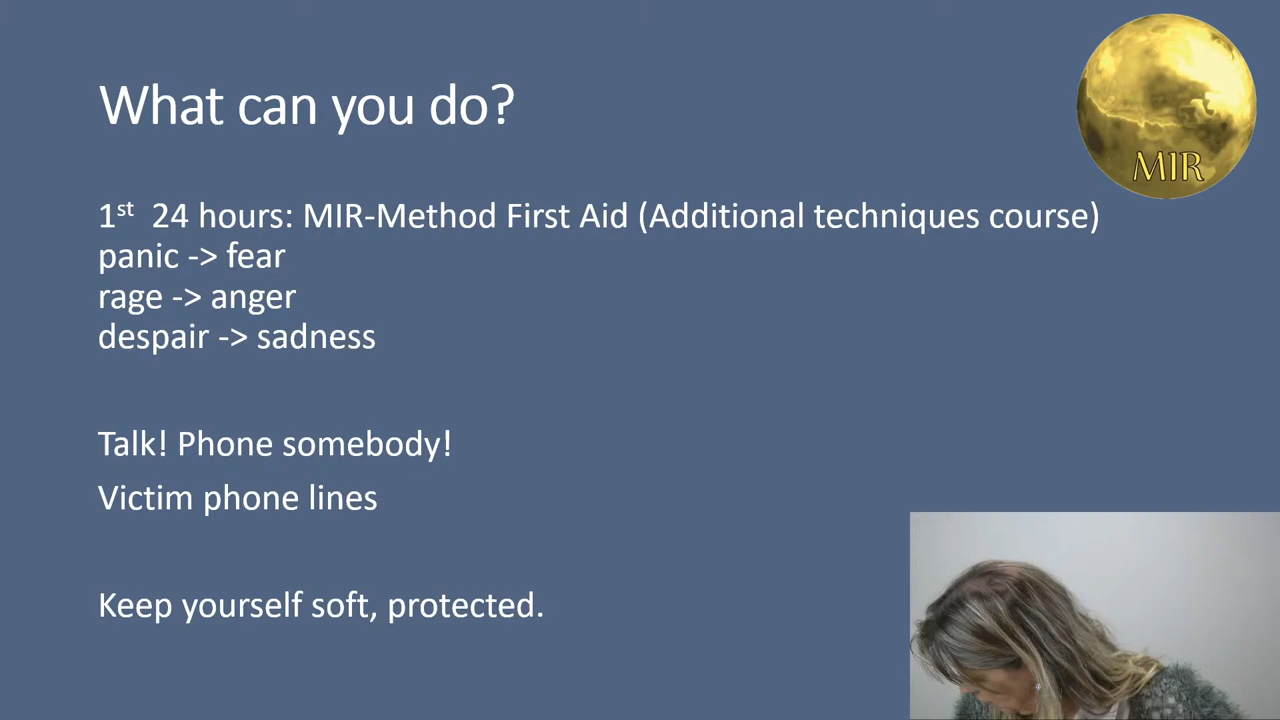 What can you do?
MIR
1st 24 hours: MIR-Method First Aid (Additional techniques course)
panic -> fear
rage -> anger
despair -> sadness
Talk! Phone somebody!
Victim phone lines
Keep yourself soft, protected.